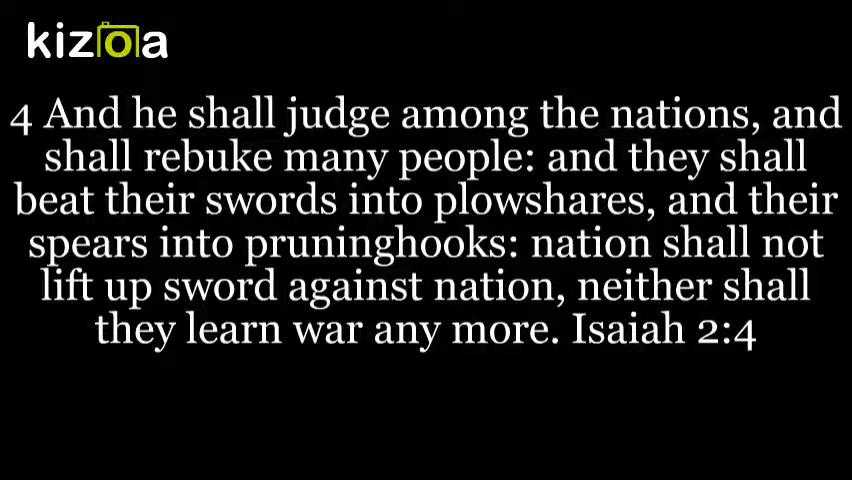 kizoa
4 And he shall judge among the nations, and
shall rebuke many people: and they shall
beat their swords into plowshares, and their
spears into pruninghooks: nation shall not
lift up sword against nation, neither shall
they learn war any more. Isaiah 2:4